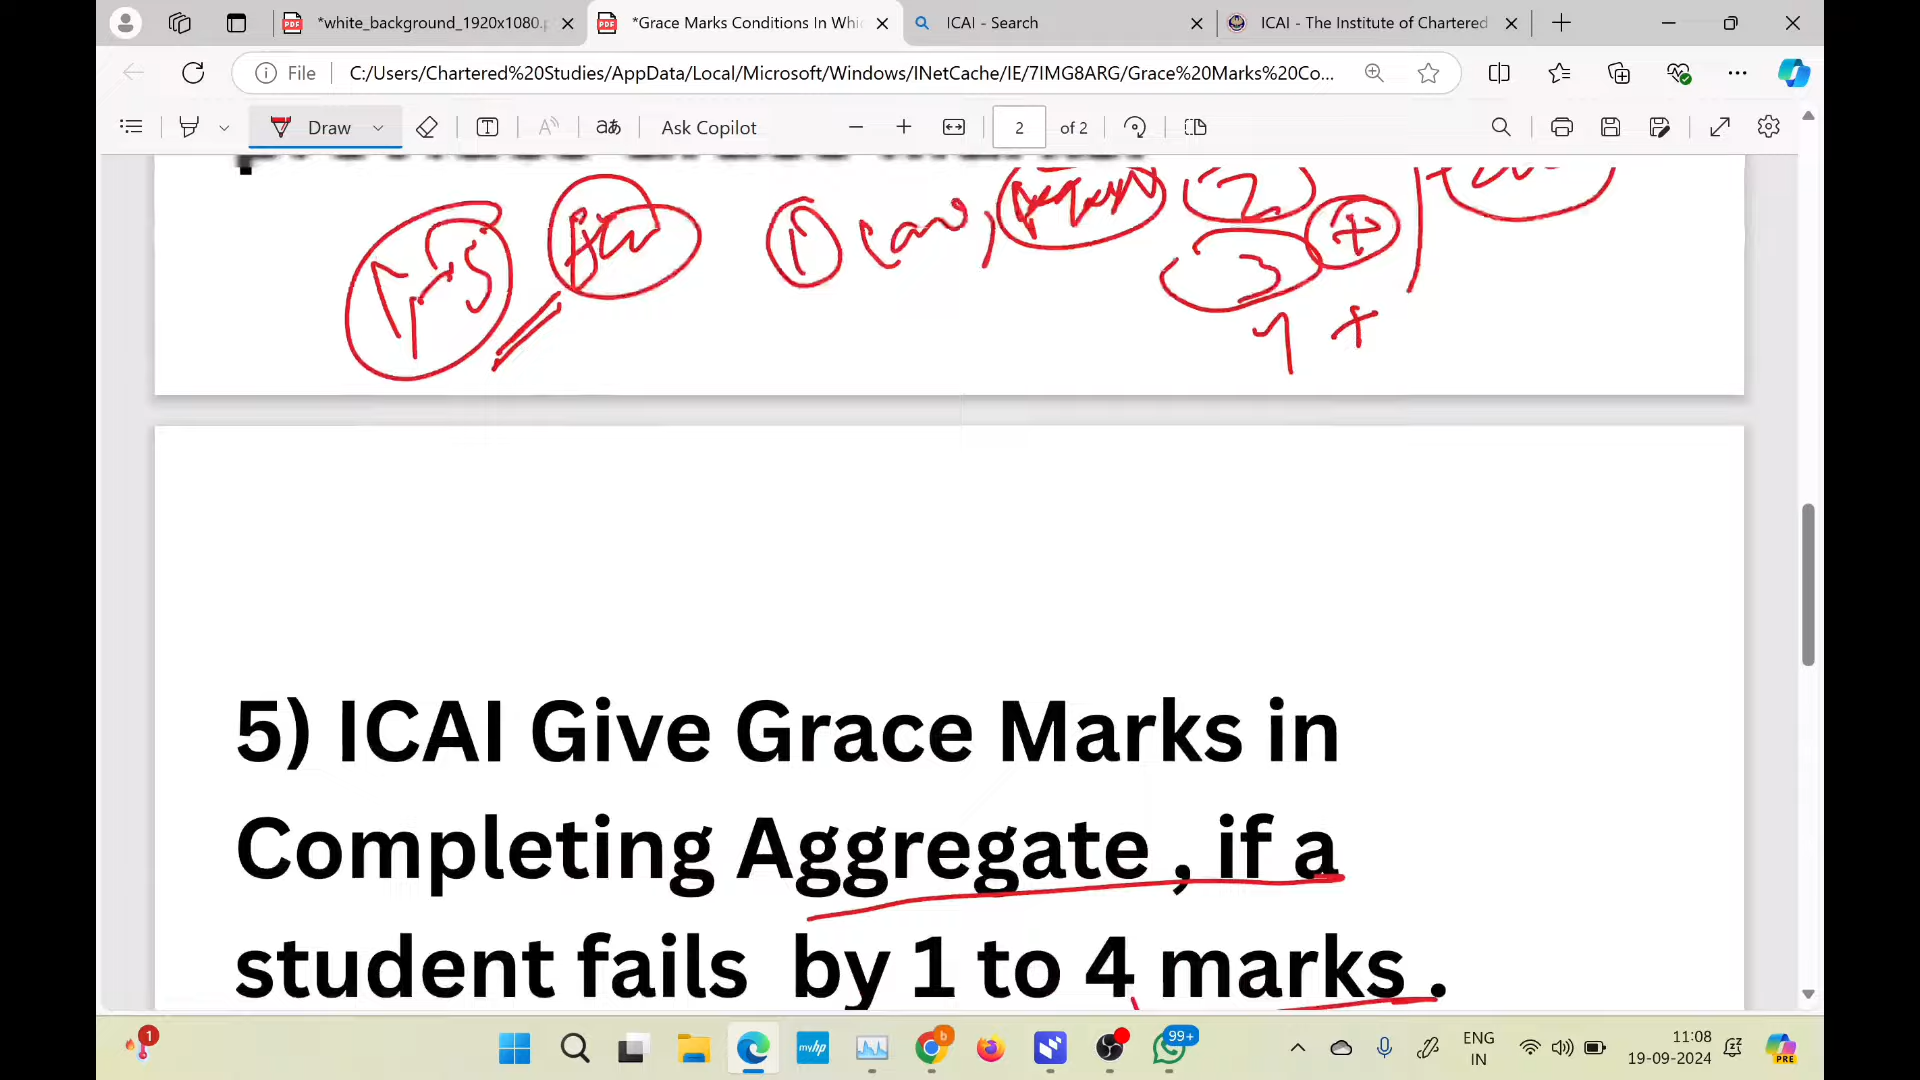 *white_background_1920x1080.p
*Grace Marks Conditions In Whi
ICAI - Search
ICAI - The Institute of Chartered
File
C:/Users/Chartered%20Studies/AppData/Local/Microsoft/Windows/INetCache/IE/7IMG8ARG/Grace%20Marks%20Co...
Draw
Ask Copilot
2 of 2
5) ICAI Give Grace Marks in
Completing Aggregate , if a
student fails by 1 to 4 marks .
1
myhp
99+
ENG
IN
11:08
19-09-2024
PRE